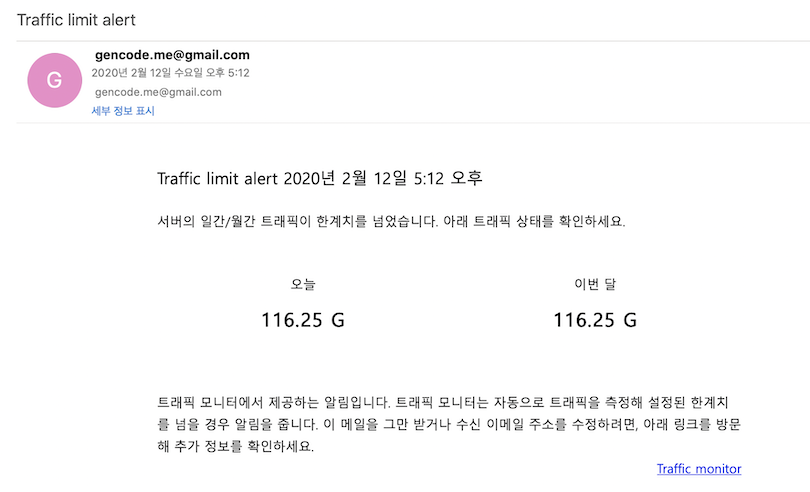 Traffic limit alert
G
gencode.me@gmail.com
2020년 2월 12일 수요일 오후 5:12
gencode.me@gmail.com
세부 정보 표시
Traffic limit alert 2020년 2월 12일 5:12 오후
서버의 일간/월간 트래픽이 한계치를 넘었습니다. 아래 트래픽 상태를 확인하세요.
오늘 이번 달
116.25 G 116.25 G
트래픽 모니터에서 제공하는 알림입니다. 트래픽 모니터는 자동으로 트래픽을 측정해 설정된 한계치
를 넘을 경우 알림을 줍니다. 이 메일을 그만 받거나 수신 이메일 주소를 수정하려면, 아래 링크를 방문
해 추가 정보를 확인하세요.
Traffic monitor